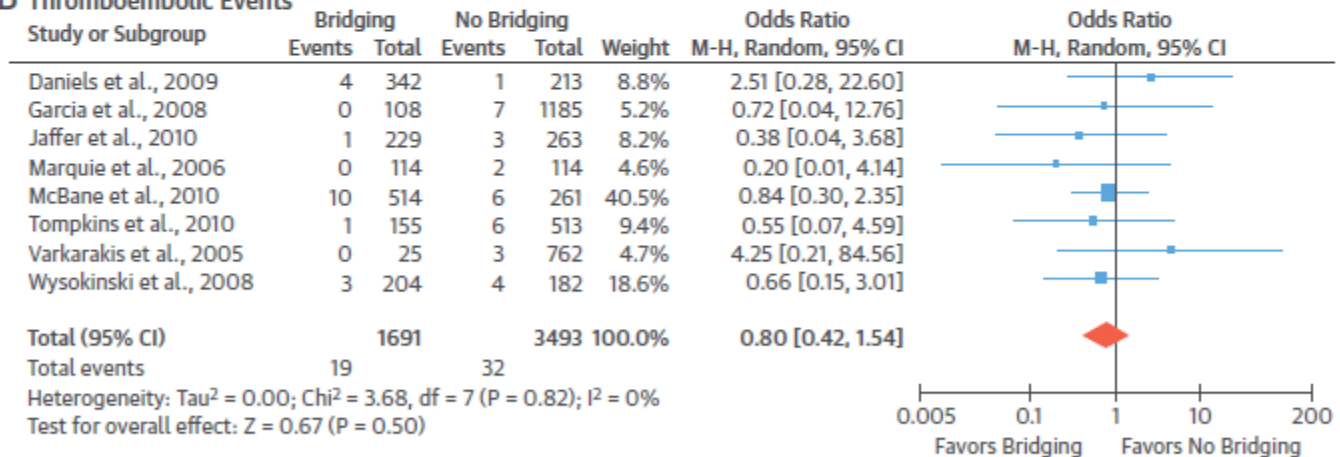 Thromboembolic Events
Bridging No Bridging Odds Ratio Odds Ratio
Study or Subgroup Events Total Events Total Weight M-H, Random, 95% CI M-H, Random, 95% CI
Daniels et al., 2009 4 342 1 213 8.8% 2.51 [0.28, 22.60]
Garcia et al., 2008 0 108 7 1185 5.2% 0.72 [0.04, 12.76]
Jaffer et al., 2010 1 229 3 263 8.2% 0.38 [0.04, 3.68]
Marquie et al., 2006 0 114 2 114 4.6% 0.20 [0.01, 4.14]
McBane et al., 2010 10 514 6 261 40.5% 0.84 [0.30, 2.35]
Tompkins et al., 2010 1 155 6 513 9.4% 0.55 [0.07, 4.59]
Varkarakis et al., 2005 0 25 3 762 4.7% 4.25 [0.21, 84.56]
Wysokinski et al., 2008 3 204 4 182 18.6% 0.66 [0.15, 3.01]
Total (95% CI) 1691 3493 100.0% 0.80 [0.42, 1.54]
Total events 19 32
Heterogeneity: Tau² = 0.00; Chi² = 3.68, df = 7 (P = 0.82); I² = 0%
Test for overall effect: Z = 0.67 (P = 0.50)
0.005 0.1 1 10 200
Favors Bridging Favors No Bridging